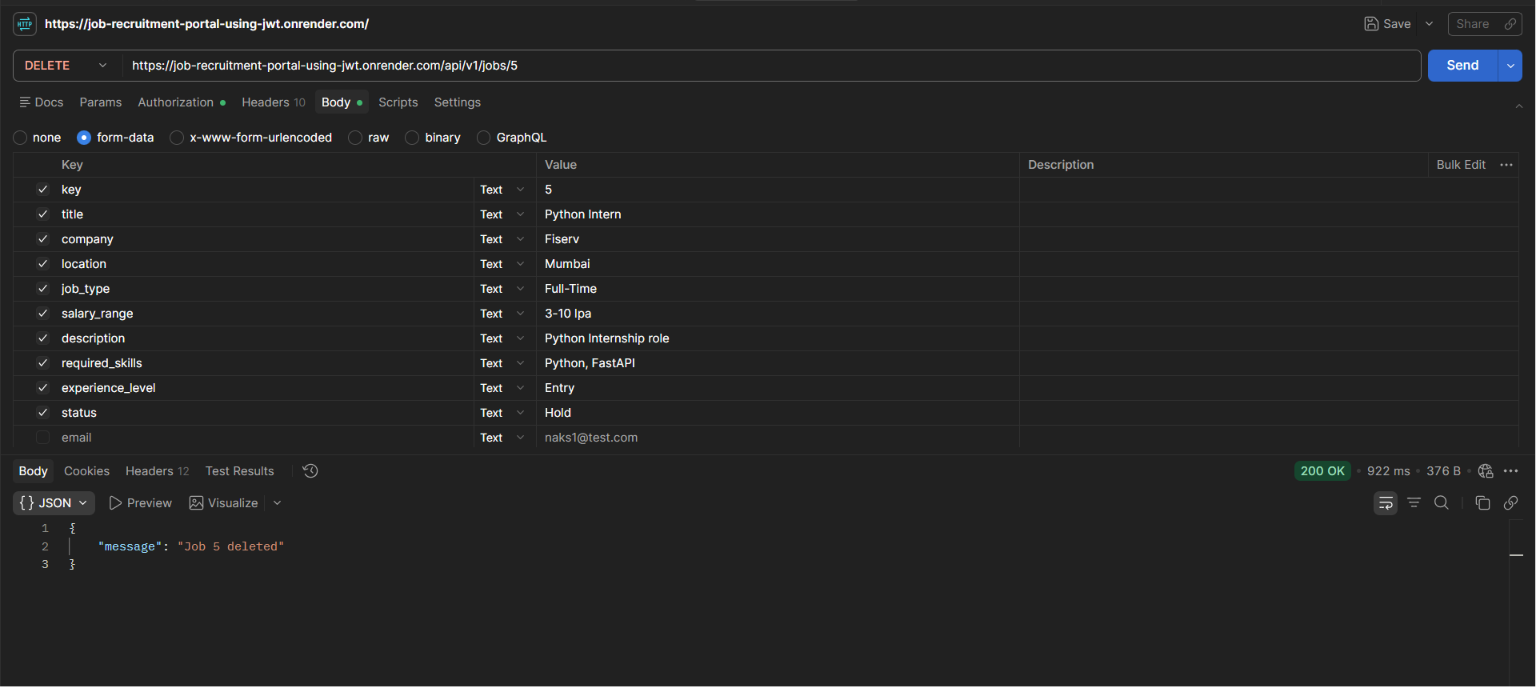 HTTP https://job-recruitment-portal-using-jwt.onrender.com/ Save Share
DELETE https://job-recruitment-portal-using-jwt.onrender.com/api/v1/jobs/5 Send
Docs Params Authorization Headers 10 Body Scripts Settings
none form-data x-www-form-urlencoded raw binary GraphQL
Key Value Description Bulk Edit
key Text 5
title Text Python Intern
company Text Fiserv
location Text Mumbai
job_type Text Full-Time
salary_range Text 3-10 lpa
description Text Python Internship role
required_skills Text Python, FastAPI
experience_level Text Entry
status Text Hold
email Text naks1@test.com
Body Cookies Headers 12 Test Results 200 OK 922 ms 376 B
{} JSON Preview Visualize
1 {
2 "message": "Job 5 deleted"
3 }